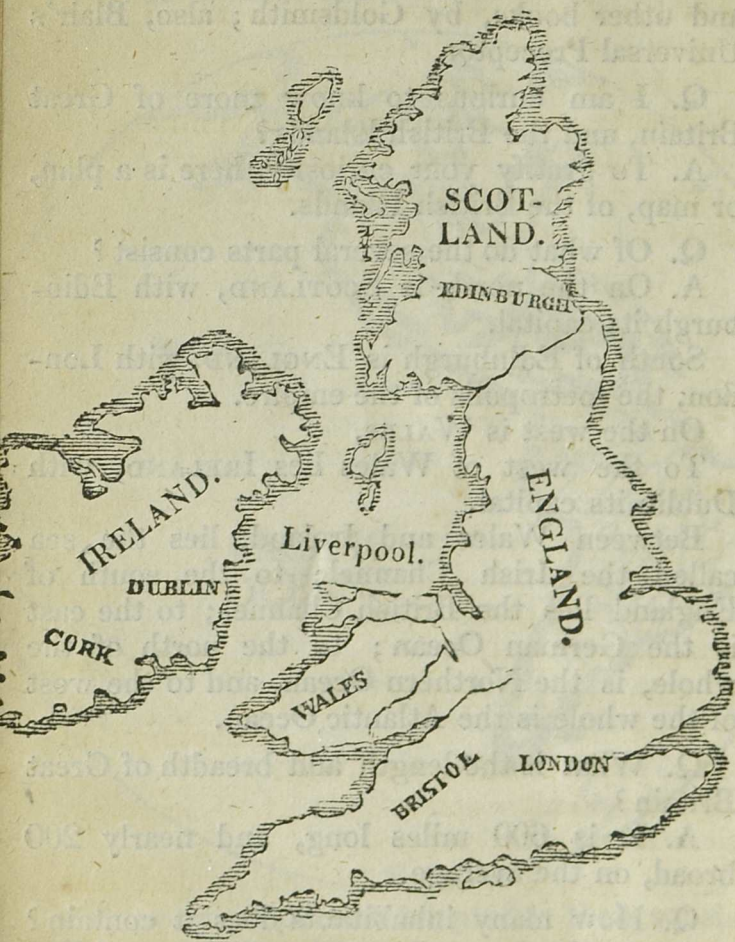 SCOT-
LAND.
EDINBURGH
IRELAND.
ENGLAND.
Liverpool.
DUBLIN
CORK
WALES
BRISTOL
LONDON